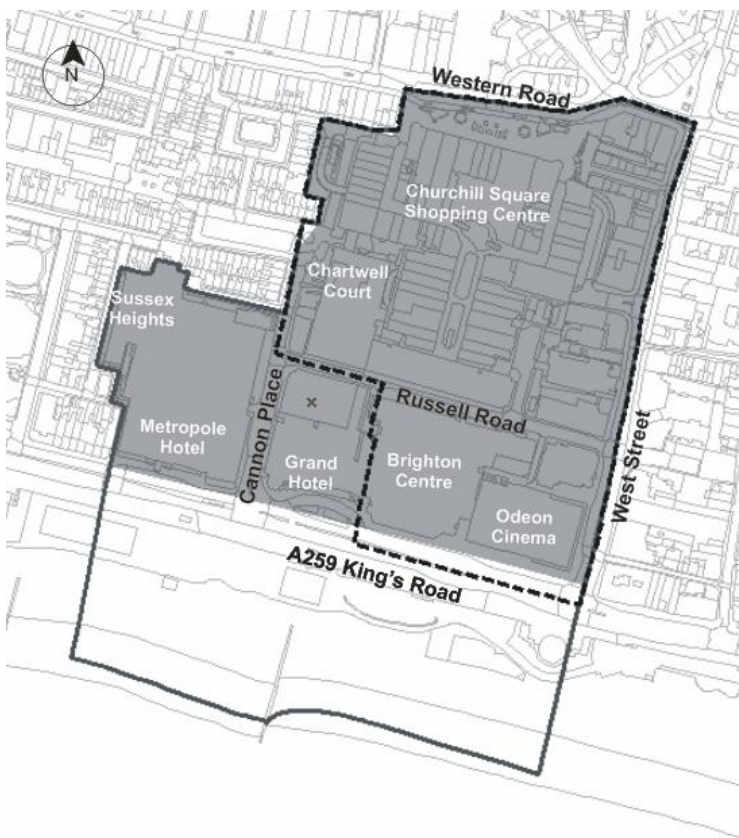 N
Western Road
Churchill Square
Shopping Centre
Chartwell
Court
Sussex
Heights
Russell Road
Cannon Place
Metropole
Hotel
Grand
Hotel
Brighton
Centre
West Street
Odeon
Cinema
A259 King's Road